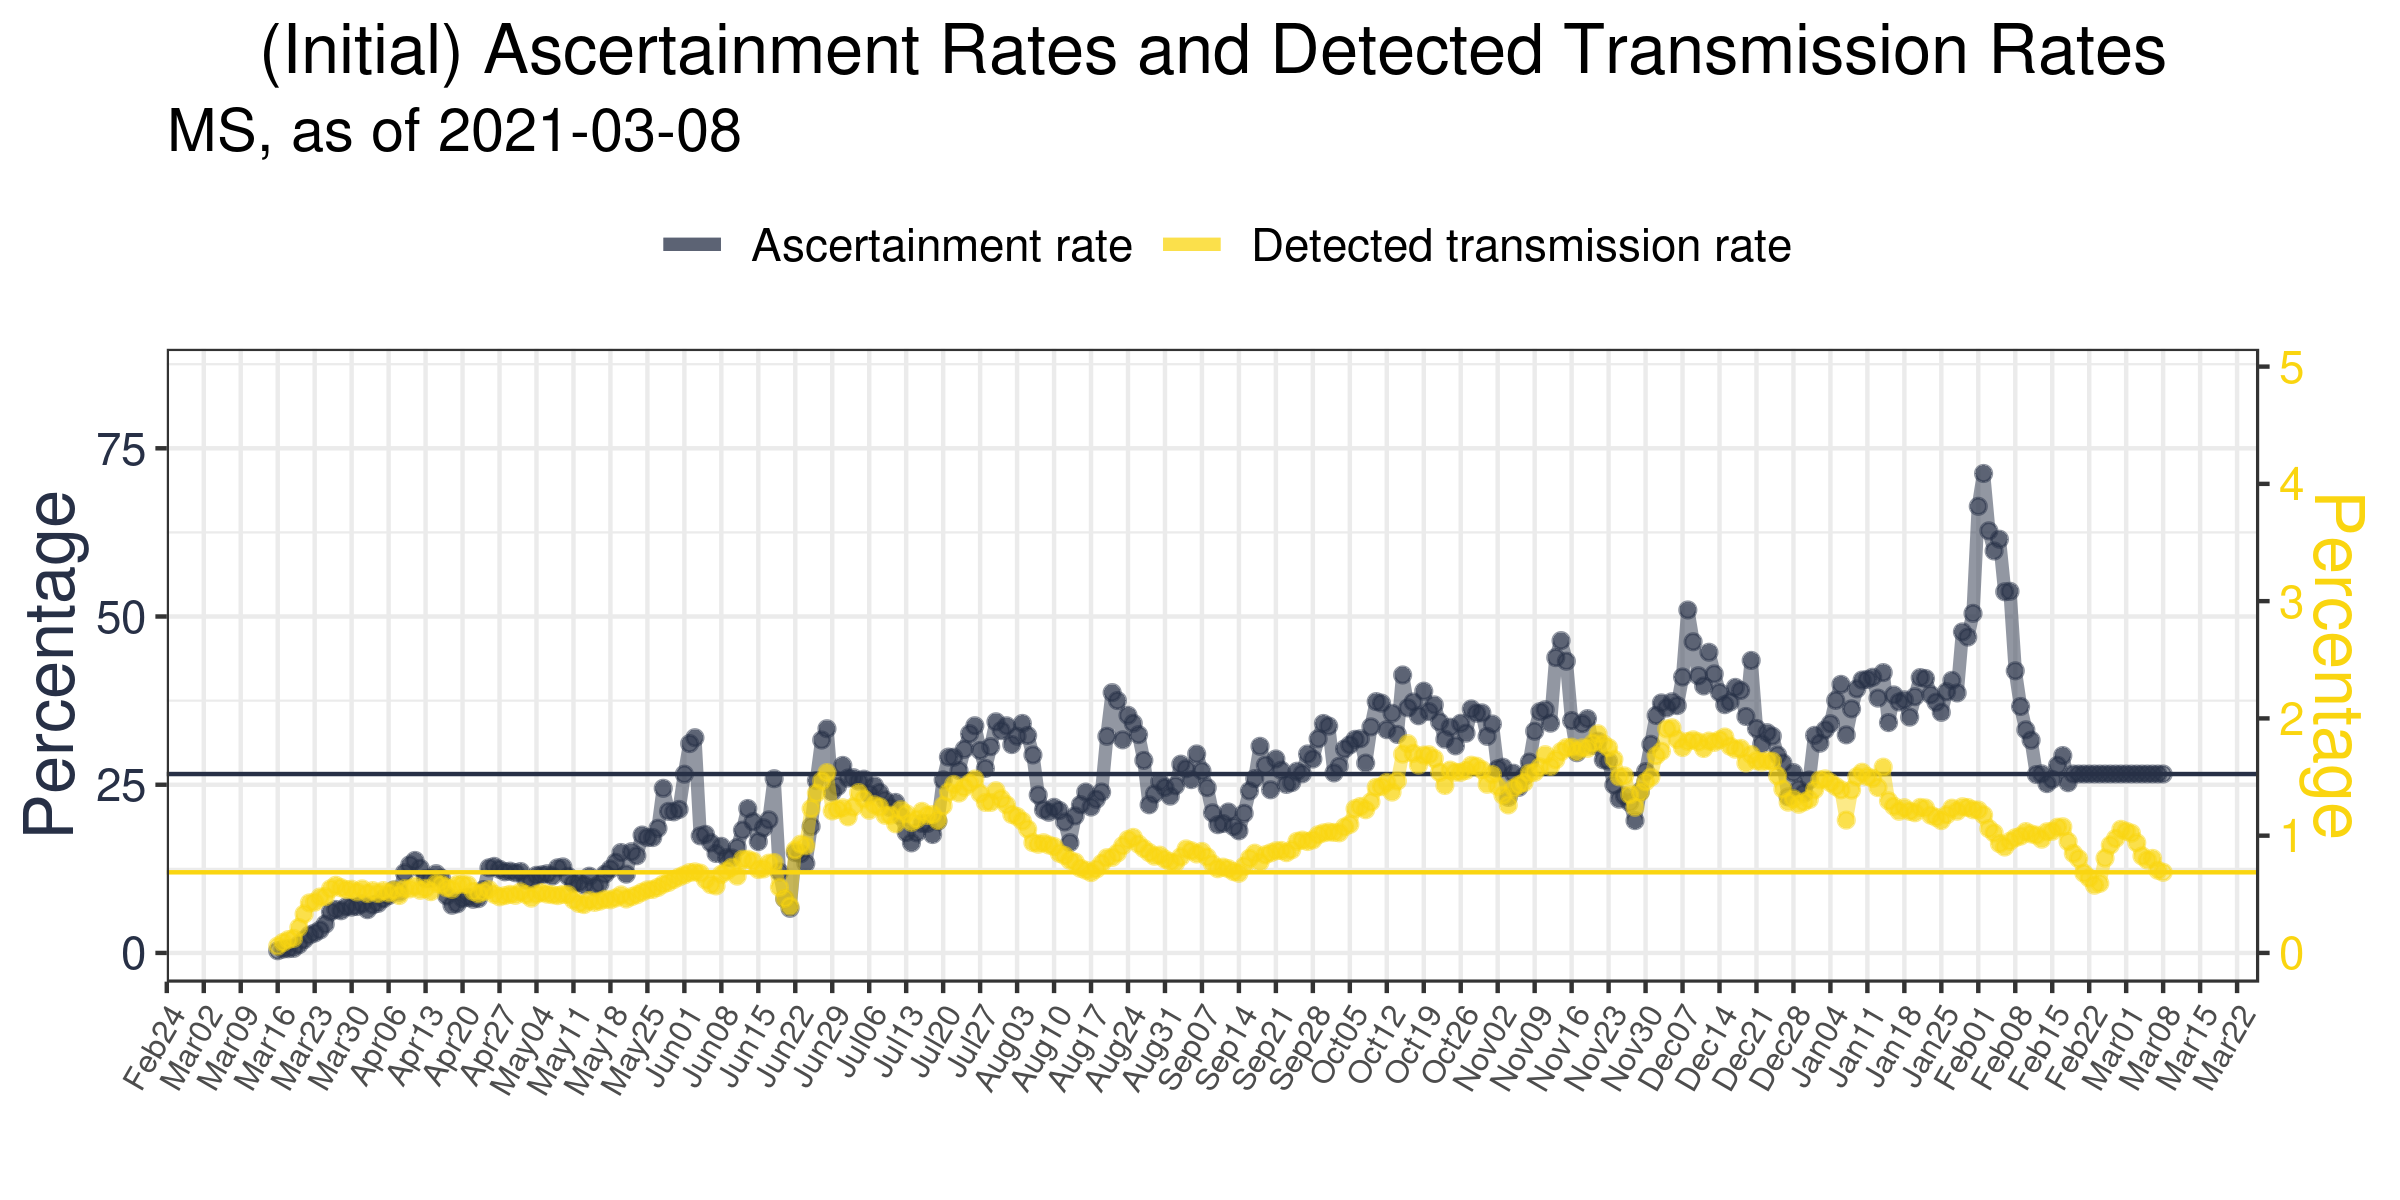 (Initial) Ascertainment Rates and Detected Transmission Rates
MS, as of 2021-03-08
Ascertainment rate Detected transmission rate
Percentage
75
50
25
0
5
4
3
2
1
0
Percentage
Feb24 Mar02 Mar09 Mar16 Mar23 Mar30 Apr06 Apr13 Apr20 Apr27 May04 May11 May18 May25 Jun01 Jun08 Jun15 Jun22 Jun29 Jul06 Jul13 Jul20 Jul27 Aug03 Aug10 Aug17 Aug24 Aug31 Sep07 Sep14 Sep21 Sep28 Oct05 Oct12 Oct19 Oct26 Nov02 Nov09 Nov16 Nov23 Nov30 Dec07 Dec14 Dec21 Dec28 Jan04 Jan11 Jan18 Jan25 Feb01 Feb08 Feb15 Feb22 Mar01 Mar08 Mar15 Mar22